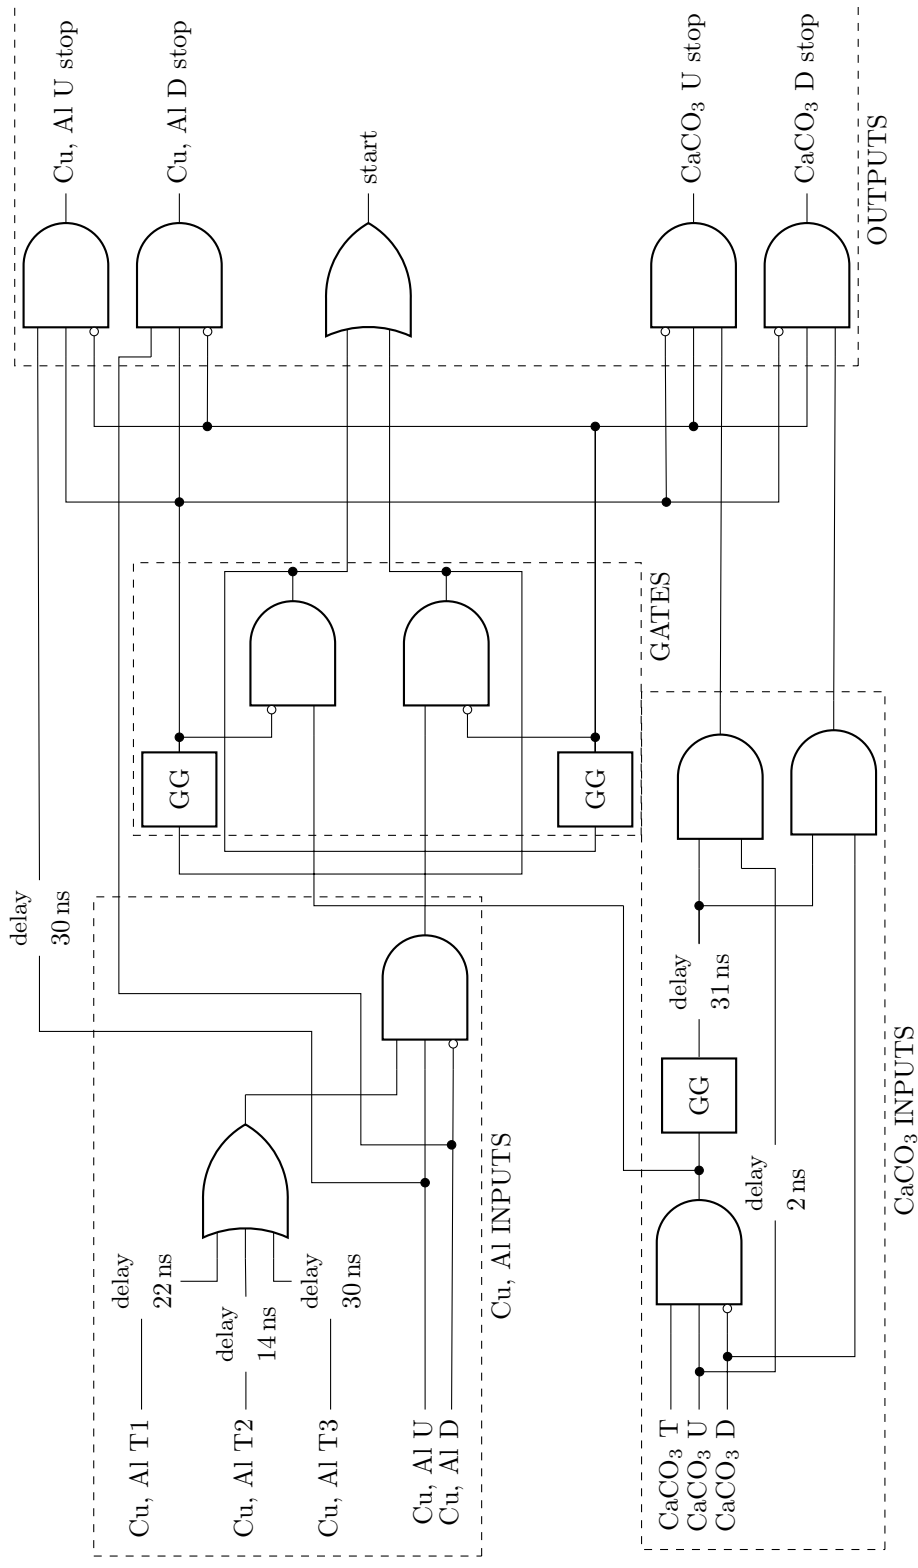 Cu, Al U stop
Cu, Al D stop
start
CaCO₃ U stop
CaCO₃ D stop
OUTPUTS
GATES
GG
GG
delay
30 ns
delay
31 ns
GG
delay
2 ns
delay
22 ns
delay
14 ns
delay
30 ns
Cu, Al T1
Cu, Al T2
Cu, Al T3
Cu, Al U
Cu, Al D
Cu, Al INPUTS
CaCO₃ T
CaCO₃ U
CaCO₃ D
CaCO₃ INPUTS